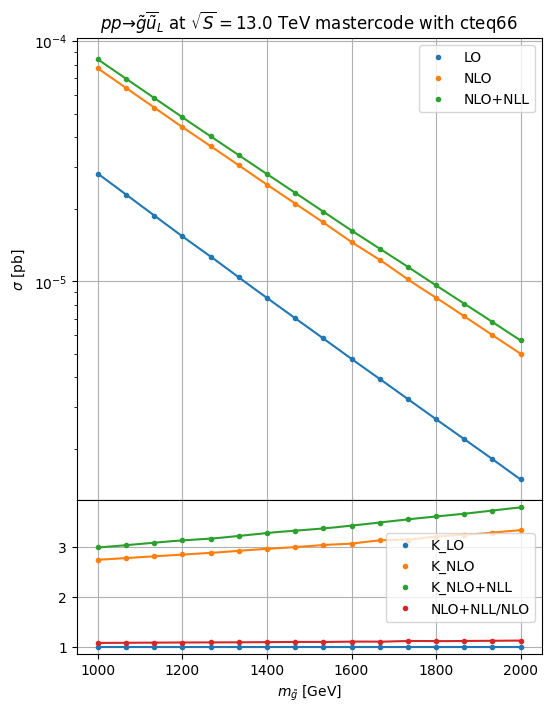 pp→g̃ũ̅_L at √S = 13.0 TeV mastercode with cteq66
10⁻⁴
LO
NLO
NLO+NLL
σ [pb]
10⁻⁵
3
2
1
K_LO
K_NLO
K_NLO+NLL
NLO+NLL/NLO
1000 1200 1400 1600 1800 2000
m_g̃ [GeV]